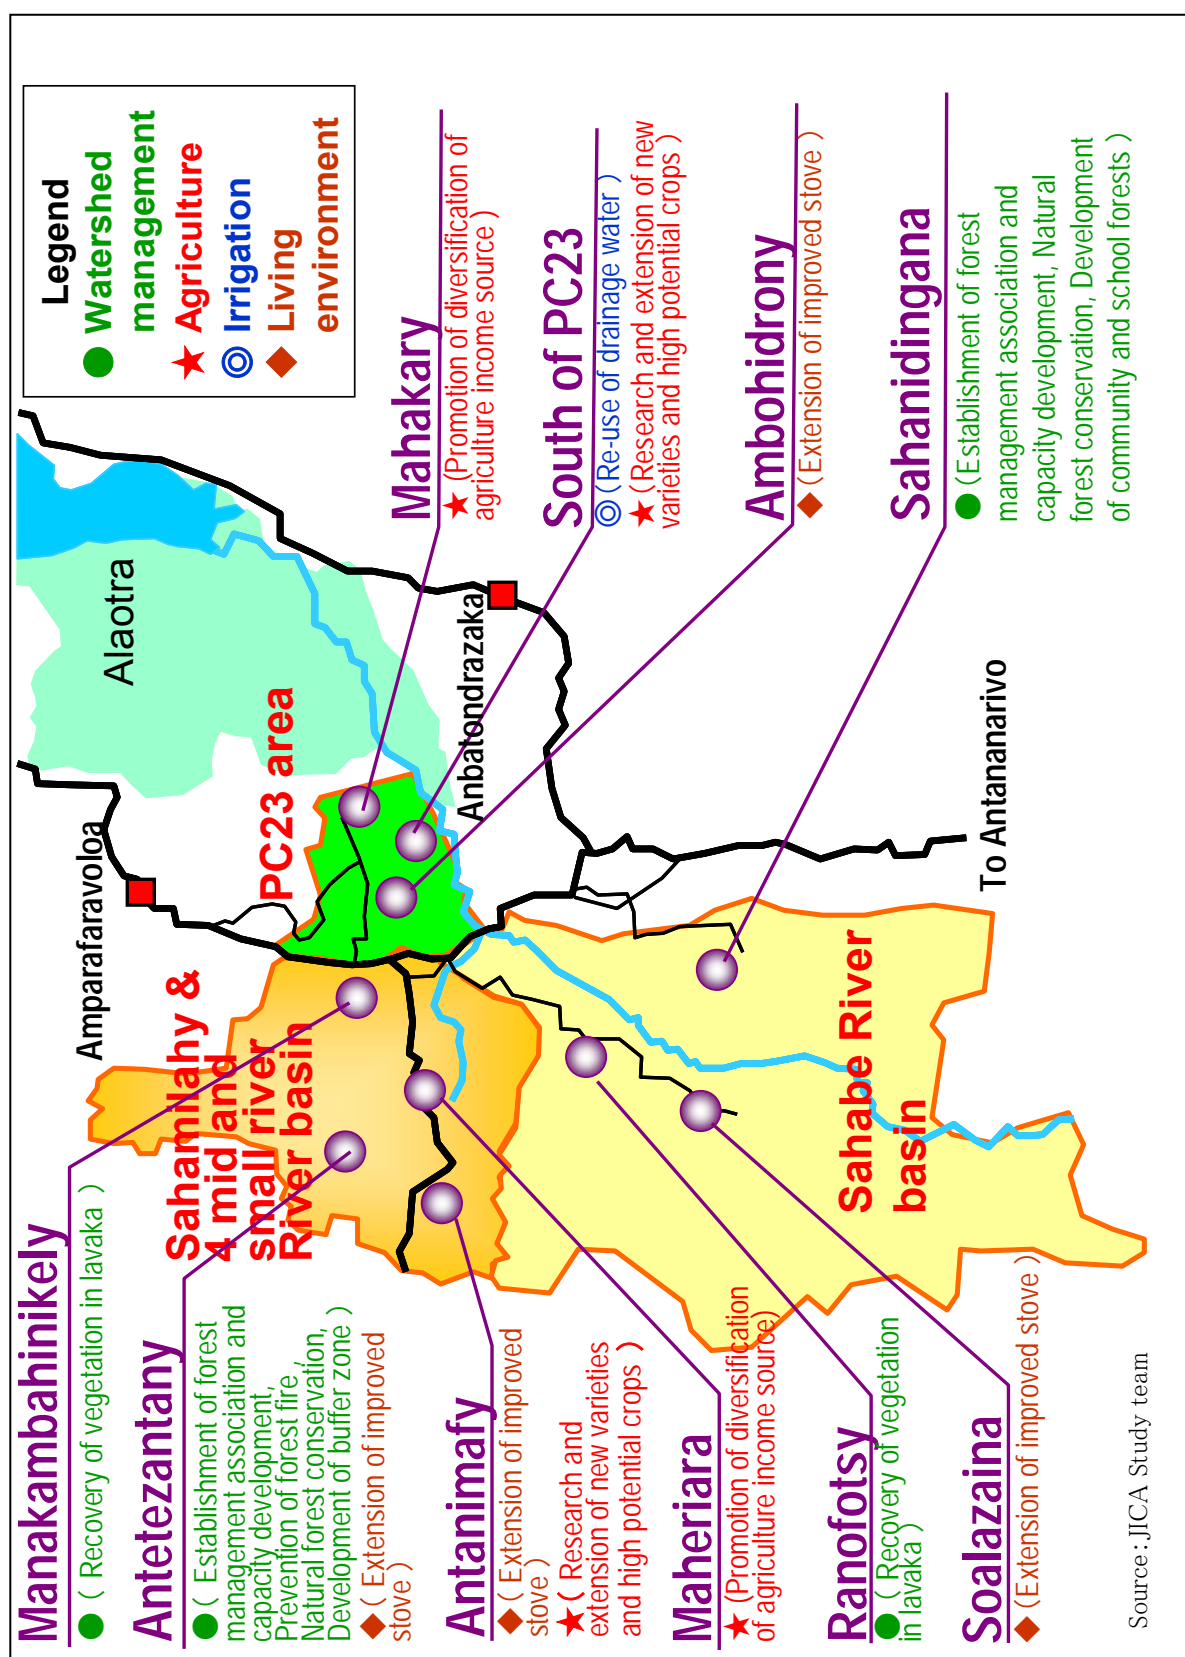 Manakambahinikely
● ( Recovery of vegetation in lavaka )
Antetezantany
● ( Establishment of forest
management association and
capacity development,
Prevention of forest fire,
Natural forest conservation,
Development of buffer zone )
◆ ( Extension of improved
stove )
Antanimafy
◆ ( Extension of improved
stove )
★ ( Research and
extension of new varieties
and high potential crops )
Maheriara
★ (Promotion of diversification
of agriculture income source)
Ranofotsy
● ( Recovery of vegetation
in lavaka )
Soalazaina
◆ (Extension of improved stove )
Source : JICA Study team
Amparafaravoloa
Sahamilahy &
4 mid and
small river
River basin
PC23 area
Alaotra
Anbatondrazaka
Sahabe River
basin
To Antananarivo
Legend
● Watershed
management
★ Agriculture
◎ Irrigation
◆ Living
environment
Mahakary
★ (Promotion of diversification of
agriculture income source )
South of PC23
◎ ( Re-use of drainage water )
★ (Research and extension of new
varieties and high potential crops )
Ambohidrony
◆ ( Extension of improved stove )
Sahanidingana
● (Establishment of forest
management association and
capacity development, Natural
forest conservation, Development
of community and school forests )